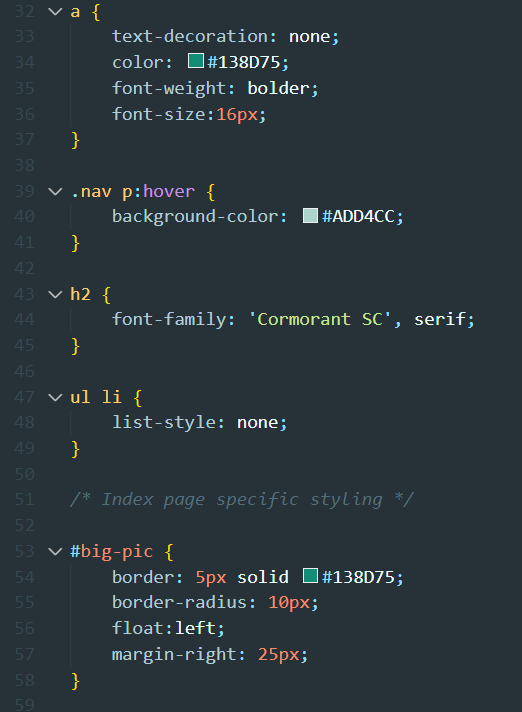 32 a {
33 text-decoration: none;
34 color: #138D75;
35 font-weight: bolder;
36 font-size:16px;
37 }
38
39 .nav p:hover {
40 background-color: #ADD4CC;
41 }
42
43 h2 {
44 font-family: 'Cormorant SC', serif;
45 }
46
47 ul li {
48 list-style: none;
49 }
50
51 /* Index page specific styling */
52
53 #big-pic {
54 border: 5px solid #138D75;
55 border-radius: 10px;
56 float:left;
57 margin-right: 25px;
58 }
59